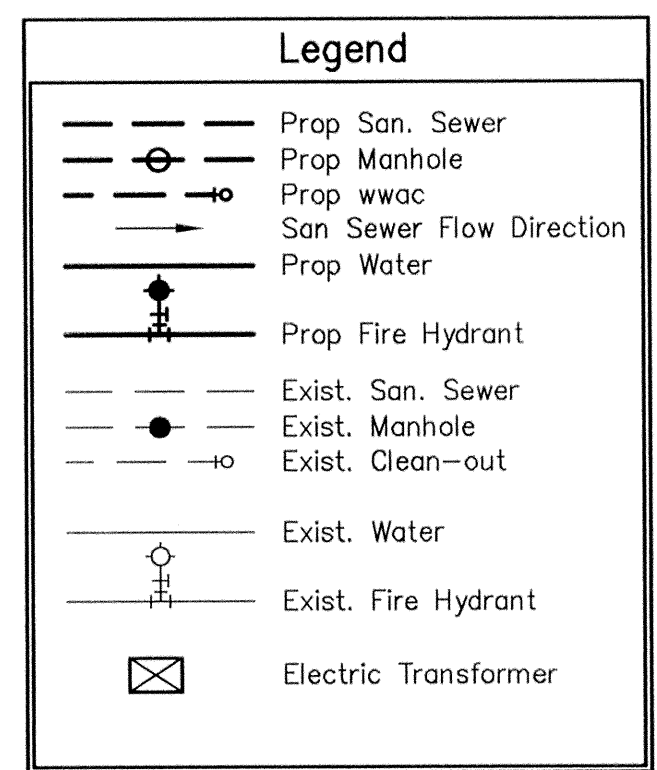 Legend
Prop San. Sewer
Prop Manhole
Prop wwac
San Sewer Flow Direction
Prop Water
Prop Fire Hydrant
Exist. San. Sewer
Exist. Manhole
Exist. Clean-out
Exist. Water
Exist. Fire Hydrant
Electric Transformer